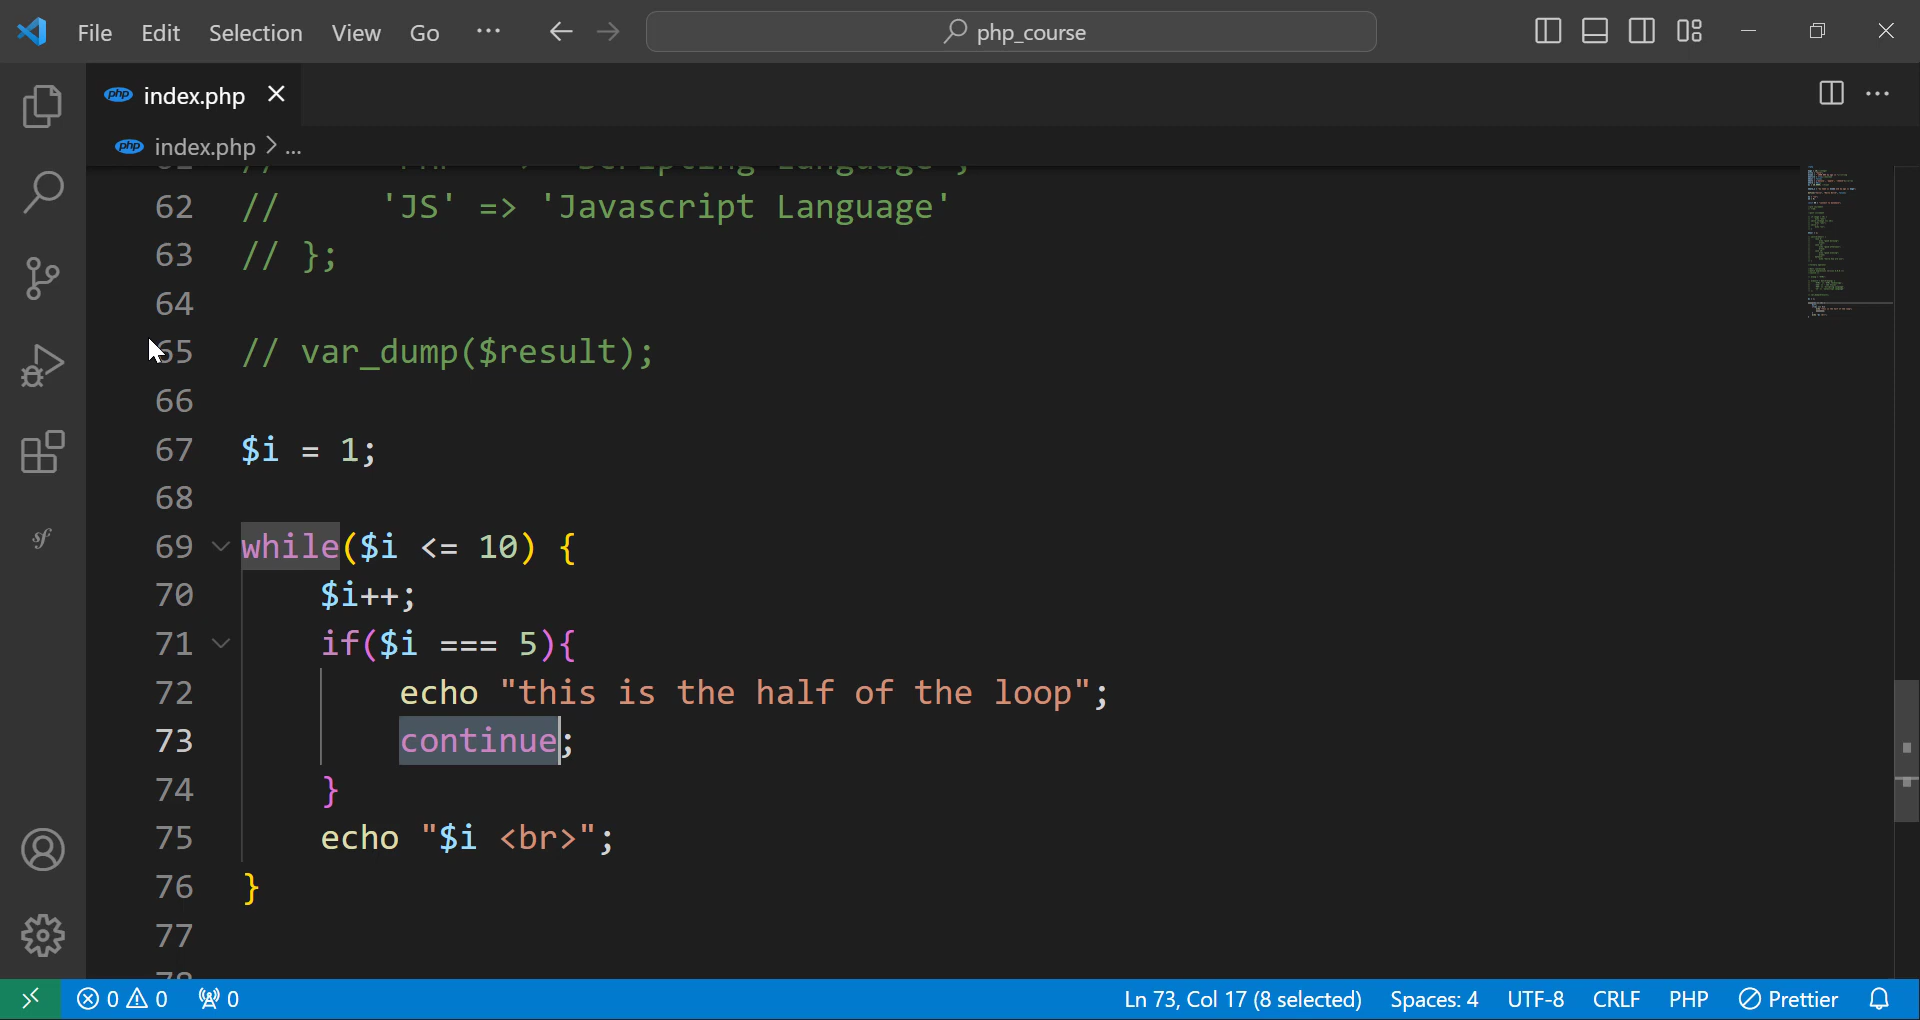 File Edit Selection View Go ··· php_course
php index.php
php index.php > ...
62 // 'JS' => 'Javascript Language'
63 // };
64
65 // var_dump($result);
66
67 $i = 1;
68
69 while($i <= 10) {
70 $i++;
71 if($i === 5){
72 echo "this is the half of the loop";
73 continue;
74 }
75 echo "$i <br>";
76 }
77
0 0 0 Ln 73, Col 17 (8 selected) Spaces: 4 UTF-8 CRLF PHP Prettier